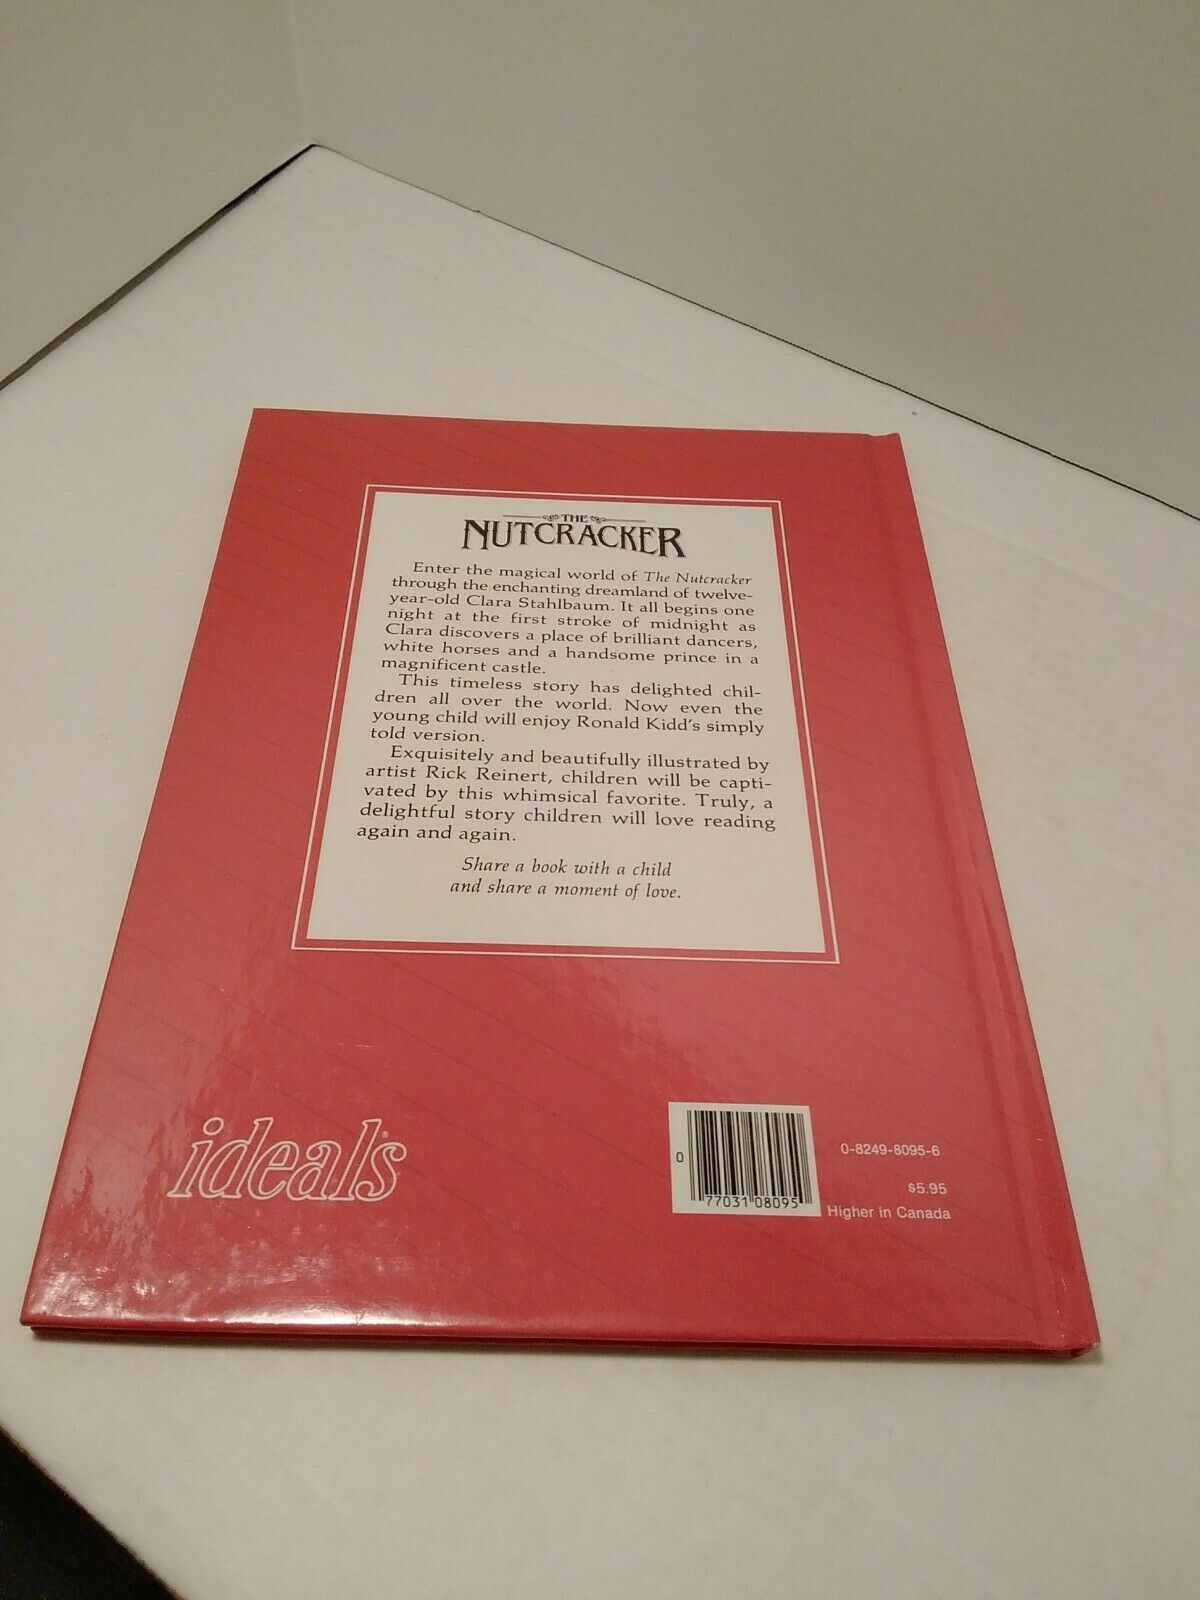 THE
NUTCRACKER
Enter the magical world of The Nutcracker
through the enchanting dreamland of twelve-
year-old Clara Stahlbaum. It all begins one
night at the first stroke of midnight as
Clara discovers a place of brilliant dancers,
white horses and a handsome prince in a
magnificent castle.
This timeless story has delighted chil-
dren all over the world. Now even the
young child will enjoy Ronald Kidd's simply
told version.
Exquisitely and beautifully illustrated by
artist Rick Reinert, children will be capti-
vated by this whimsical favorite. Truly, a
delightful story children will love reading
again and again.
Share a book with a child
and share a moment of love.
ideals
0
77031 08095
0-8249-8095-6
$5.95
Higher in Canada